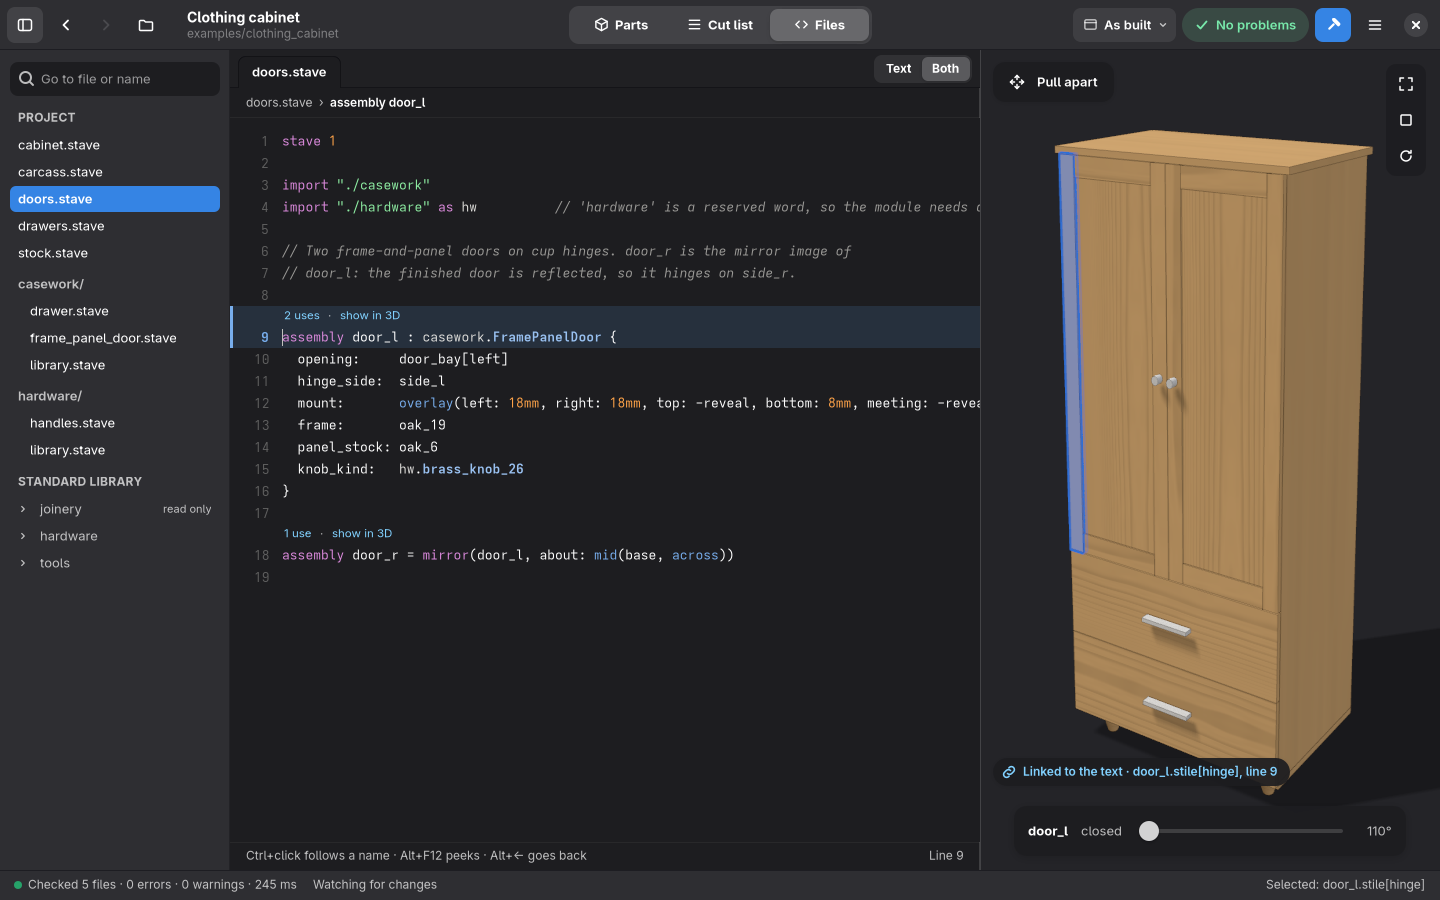 Clothing cabinet
examples/clothing_cabinet
Parts
Cut list
Files
As built
No problems
Go to file or name
PROJECT
cabinet.stave
carcass.stave
doors.stave
drawers.stave
stock.stave
casework/
drawer.stave
frame_panel_door.stave
library.stave
hardware/
handles.stave
library.stave
STANDARD LIBRARY
joinery read only
hardware
tools
doors.stave
Text Both
doors.stave › assembly door_l
1 stave 1
2
3 import "./casework"
4 import "./hardware" as hw // 'hardware' is a reserved word, so the module needs
5
6 // Two frame-and-panel doors on cup hinges. door_r is the mirror image of
7 // door_l: the finished door is reflected, so it hinges on side_r.
8
2 uses · show in 3D
9 assembly door_l : casework.FramePanelDoor {
10 opening: door_bay[left]
11 hinge_side: side_l
12 mount: overlay(left: 18mm, right: 18mm, top: -reveal, bottom: 8mm, meeting: -revea
13 frame: oak_19
14 panel_stock: oak_6
15 knob_kind: hw.brass_knob_26
16 }
17
1 use · show in 3D
18 assembly door_r = mirror(door_l, about: mid(base, across))
19
Ctrl+click follows a name · Alt+F12 peeks · Alt+← goes back
Line 9
Pull apart
Linked to the text · door_l.stile[hinge], line 9
door_l closed 110°
Checked 5 files · 0 errors · 0 warnings · 245 ms Watching for changes
Selected: door_l.stile[hinge]